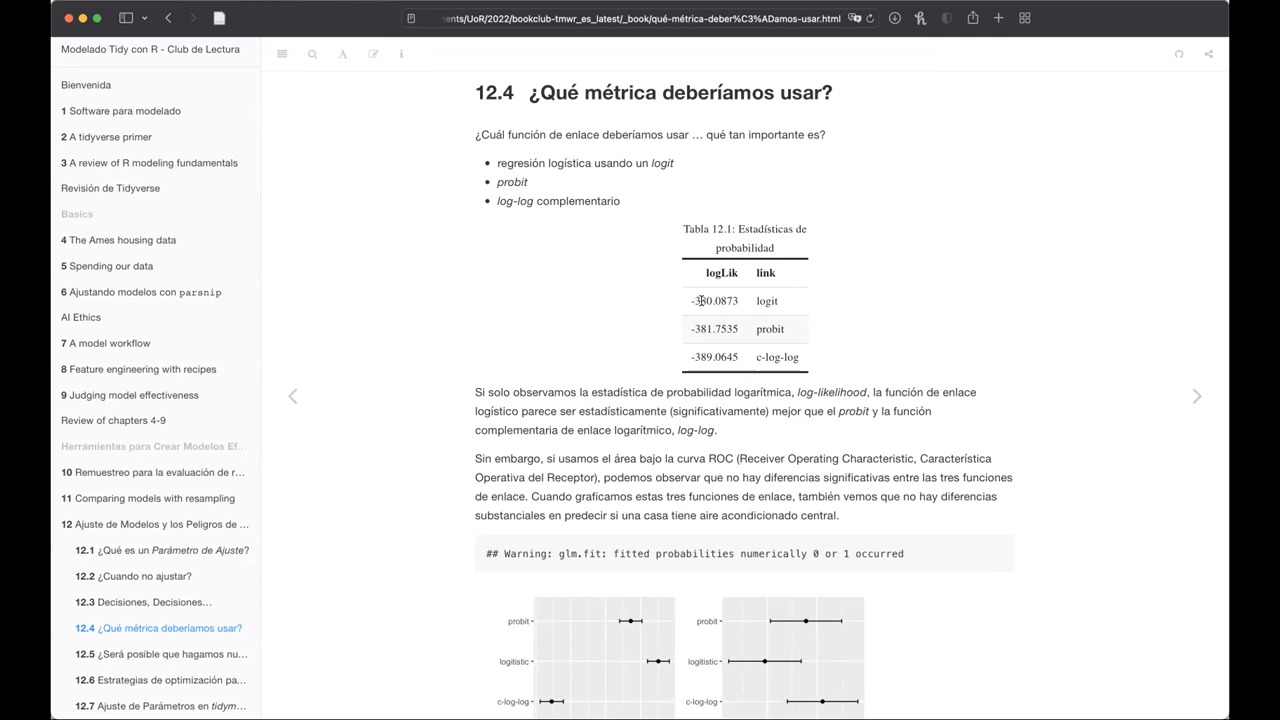 ents/UoR/2022/bookclub-tmwr_es_latest/_book/qué-métrica-deber%C3%ADamos-usar.html
Modelado Tidy con R - Club de Lectura
Bienvenida
1 Software para modelado
2 A tidyverse primer
3 A review of R modeling fundamentals
Revisión de Tidyverse
Basics
4 The Ames housing data
5 Spending our data
6 Ajustando modelos con parsnip
AI Ethics
7 A model workflow
8 Feature engineering with recipes
9 Judging model effectiveness
Review of chapters 4-9
Herramientas para Crear Modelos Ef…
10 Remuestreo para la evaluación de r…
11 Comparing models with resampling
12 Ajuste de Modelos y los Peligros de …
12.1 ¿Qué es un Parámetro de Ajuste?
12.2 ¿Cuando no ajustar?
12.3 Decisiones, Decisiones…
12.4 ¿Qué métrica deberíamos usar?
12.5 ¿Será posible que hagamos nu…
12.6 Estrategias de optimización pa…
12.7 Ajuste de Parámetros en tidym…
12.4 ¿Qué métrica deberíamos usar?
¿Cuál función de enlace deberíamos usar … qué tan importante es?
• regresión logística usando un logit
• probit
• log-log complementario
Tabla 12.1: Estadísticas de
probabilidad
logLik link
logit
-381.7535 probit
-389.0645 c-log-log
Si solo observamos la estadística de probabilidad logarítmica, log-likelihood, la función de enlace
logístico parece ser estadísticamente (significativamente) mejor que el probit y la función
complementaria de enlace logarítmico, log-log.
Sin embargo, si usamos el área bajo la curva ROC (Receiver Operating Characteristic, Característica
Operativa del Receptor), podemos observar que no hay diferencias significativas entre las tres funciones
de enlace. Cuando graficamos estas tres funciones de enlace, también vemos que no hay diferencias
substanciales en predecir si una casa tiene aire acondicionado central.
## Warning: glm.fit: fitted probabilities numerically 0 or 1 occurred
probit probit
logitistic logitistic
c-log-log c-log-log